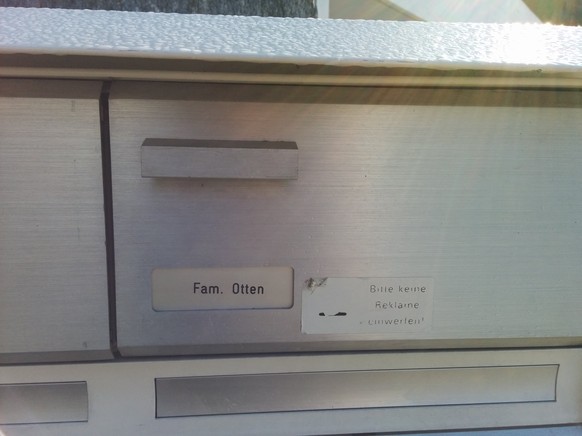 Fam. Otten
Bitte keine
Reklame
einwerfen!